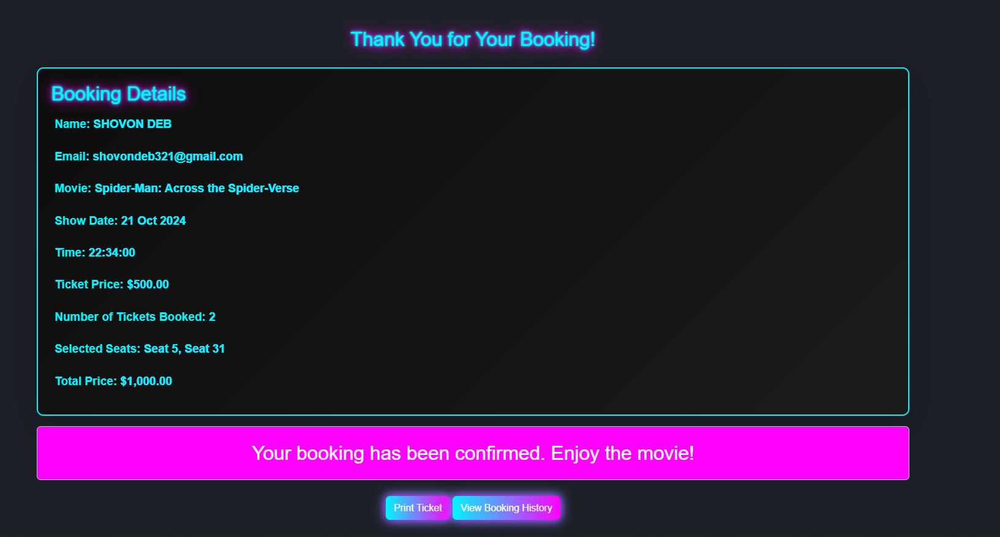 Thank You for Your Booking!
Booking Details
Name: SHOVON DEB
Email: shovondeb321@gmail.com
Movie: Spider-Man: Across the Spider-Verse
Show Date: 21 Oct 2024
Time: 22:34:00
Ticket Price: $500.00
Number of Tickets Booked: 2
Selected Seats: Seat 5, Seat 31
Total Price: $1,000.00
Your booking has been confirmed. Enjoy the movie!
Print Ticket View Booking History